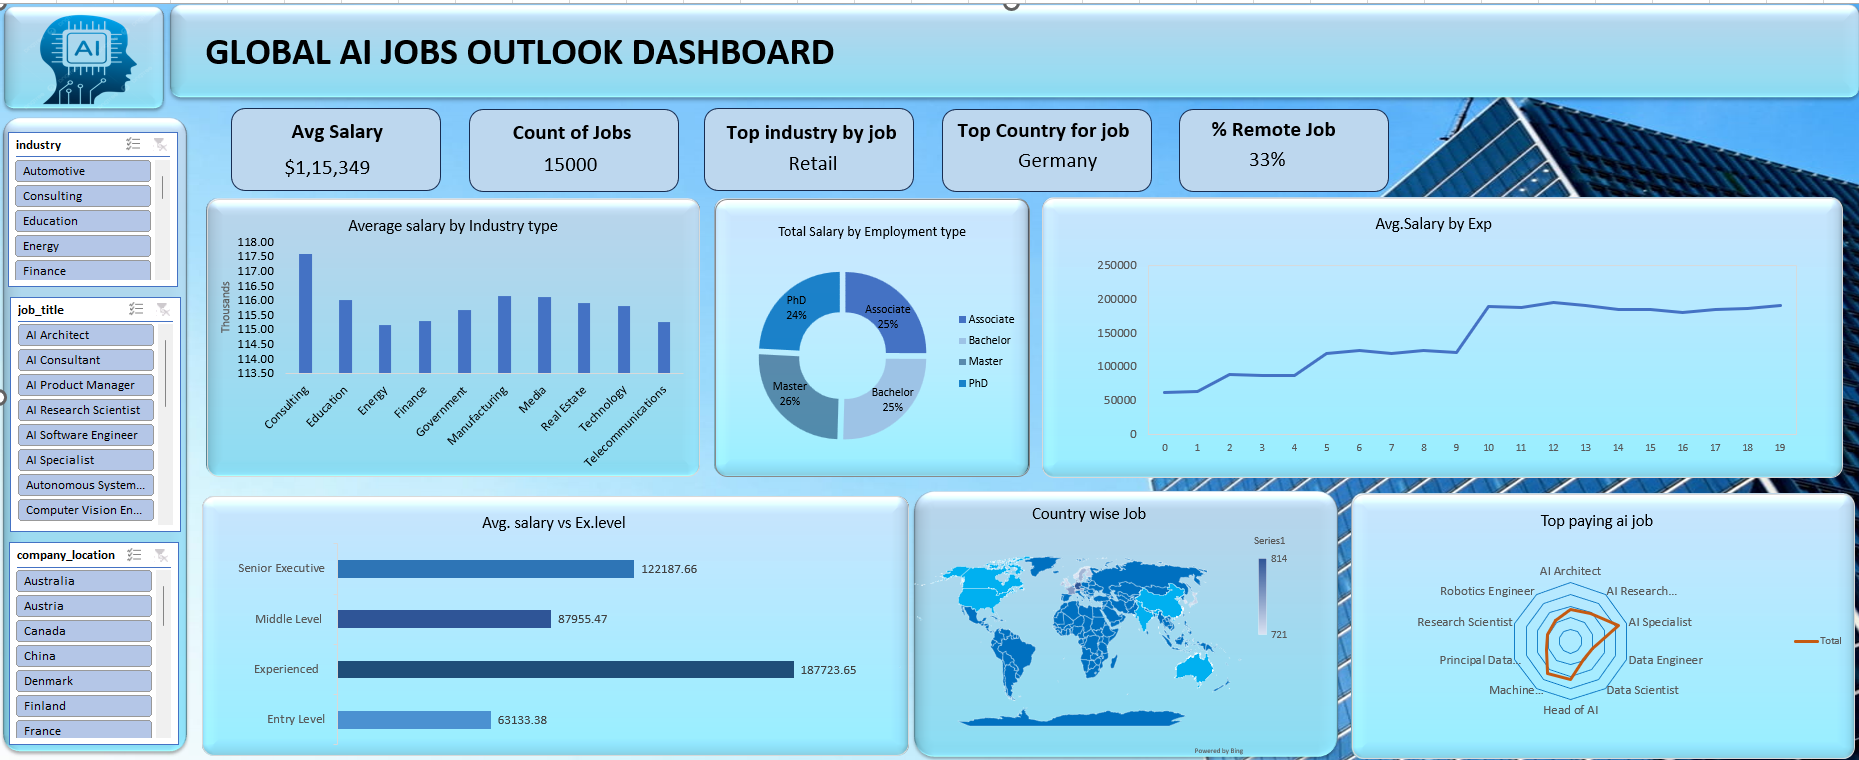 AI
GLOBAL AI JOBS OUTLOOK DASHBOARD
Avg Salary
$1,15,349
Count of Jobs
15000
Top industry by job
Retail
Top Country for job
Germany
% Remote Job
33%
industry
Automotive
Consulting
Education
Energy
Finance
job_title
AI Architect
AI Consultant
AI Product Manager
AI Research Scientist
AI Software Engineer
AI Specialist
Autonomous System...
Computer Vision En...
company_location
Australia
Austria
Canada
China
Denmark
Finland
France
Average salary by Industry type
Thousands
118.00
117.50
117.00
116.50
116.00
115.50
115.00
114.50
114.00
113.50
Consulting
Education
Energy
Finance
Government
Manufacturing
Media
Real Estate
Technology
Telecommunications
Total Salary by Employment type
PhD
24%
Associate
25%
Master
26%
Bachelor
25%
Associate
Bachelor
Master
PhD
Avg.Salary by Exp
250000
200000
150000
100000
50000
0
0 1 2 3 4 5 6 7 8 9 10 11 12 13 14 15 16 17 18 19
Avg. salary vs Ex.level
Senior Executive 122187.66
Middle Level 87955.47
Experienced 187723.65
Entry Level 63133.38
Country wise Job
Series1
814
721
Powered by Bing
Top paying ai job
AI Architect
Robotics Engineer
AI Research...
Research Scientist
AI Specialist
Principal Data...
Data Engineer
Machine...
Data Scientist
Head of AI
Total